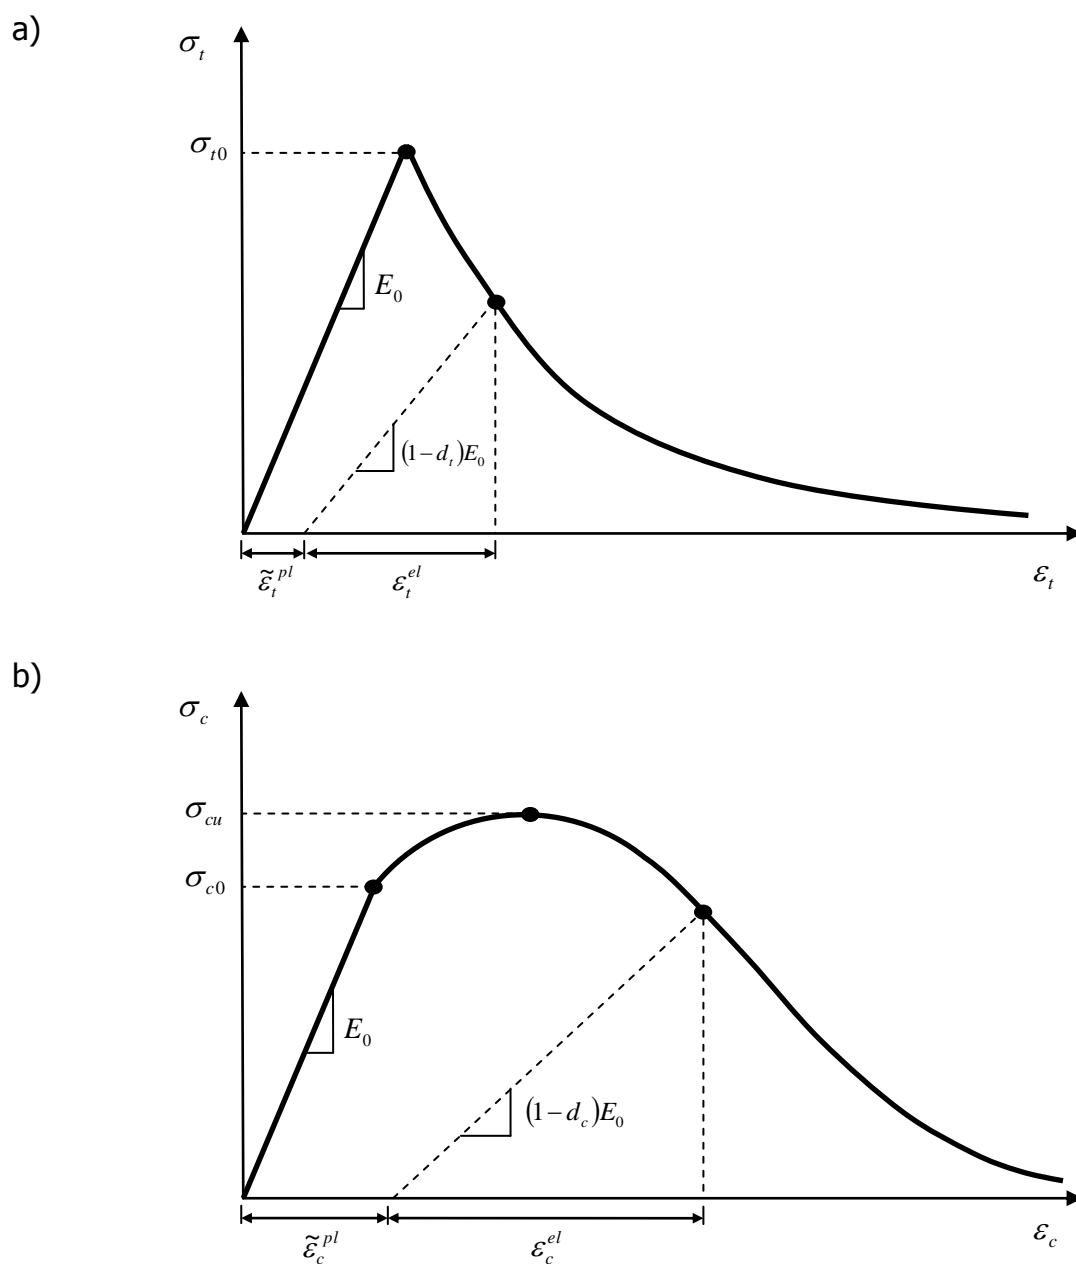 a)
σ_t
σ_t0
E_0
(1−d_t)E_0
ε̃_t^pl
ε_t^el
ε_t
b)
σ_c
σ_cu
σ_c0
E_0
(1−d_c)E_0
ε̃_c^pl
ε_c^el
ε_c